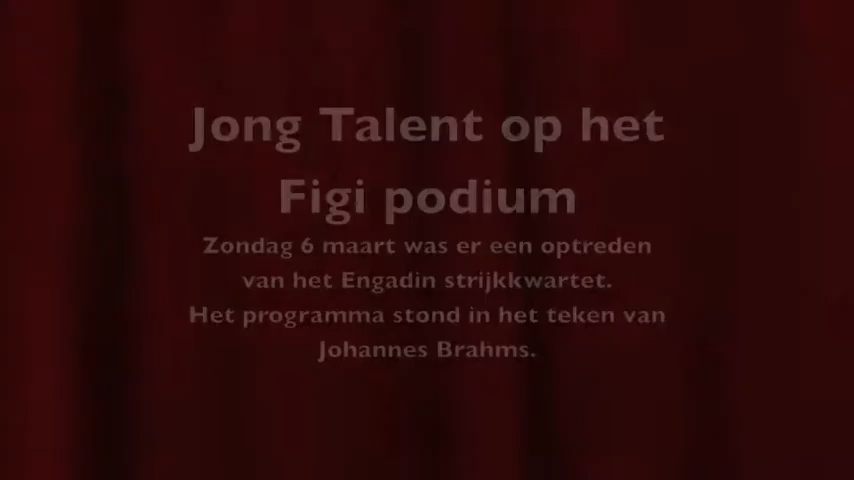 Jong Talent op het
Figi podium
Zondag 6 maart was er een optreden
van het Engadin strijkkwartet.
Het programma stond in het teken van
Johannes Brahms.